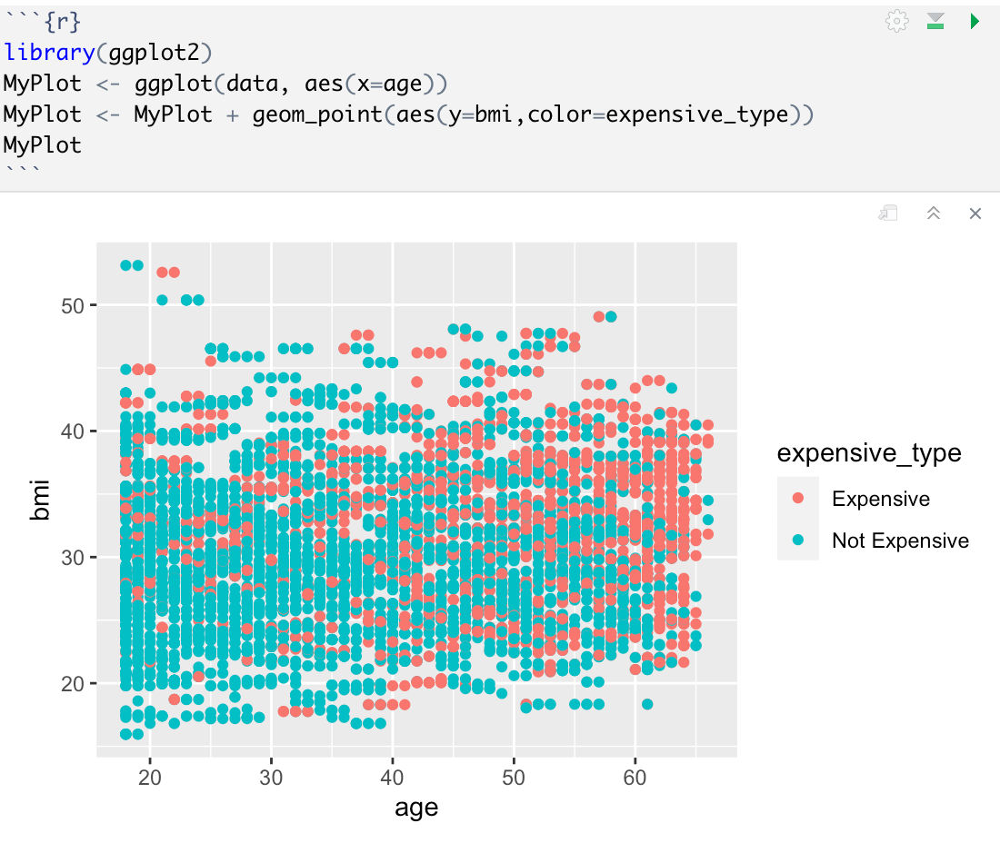 ```{r}
library(ggplot2)
MyPlot <- ggplot(data, aes(x=age))
MyPlot <- MyPlot + geom_point(aes(y=bmi,color=expensive_type))
MyPlot
```
50
40
30
20
bmi
20 30 40 50 60
age
expensive_type
Expensive
Not Expensive